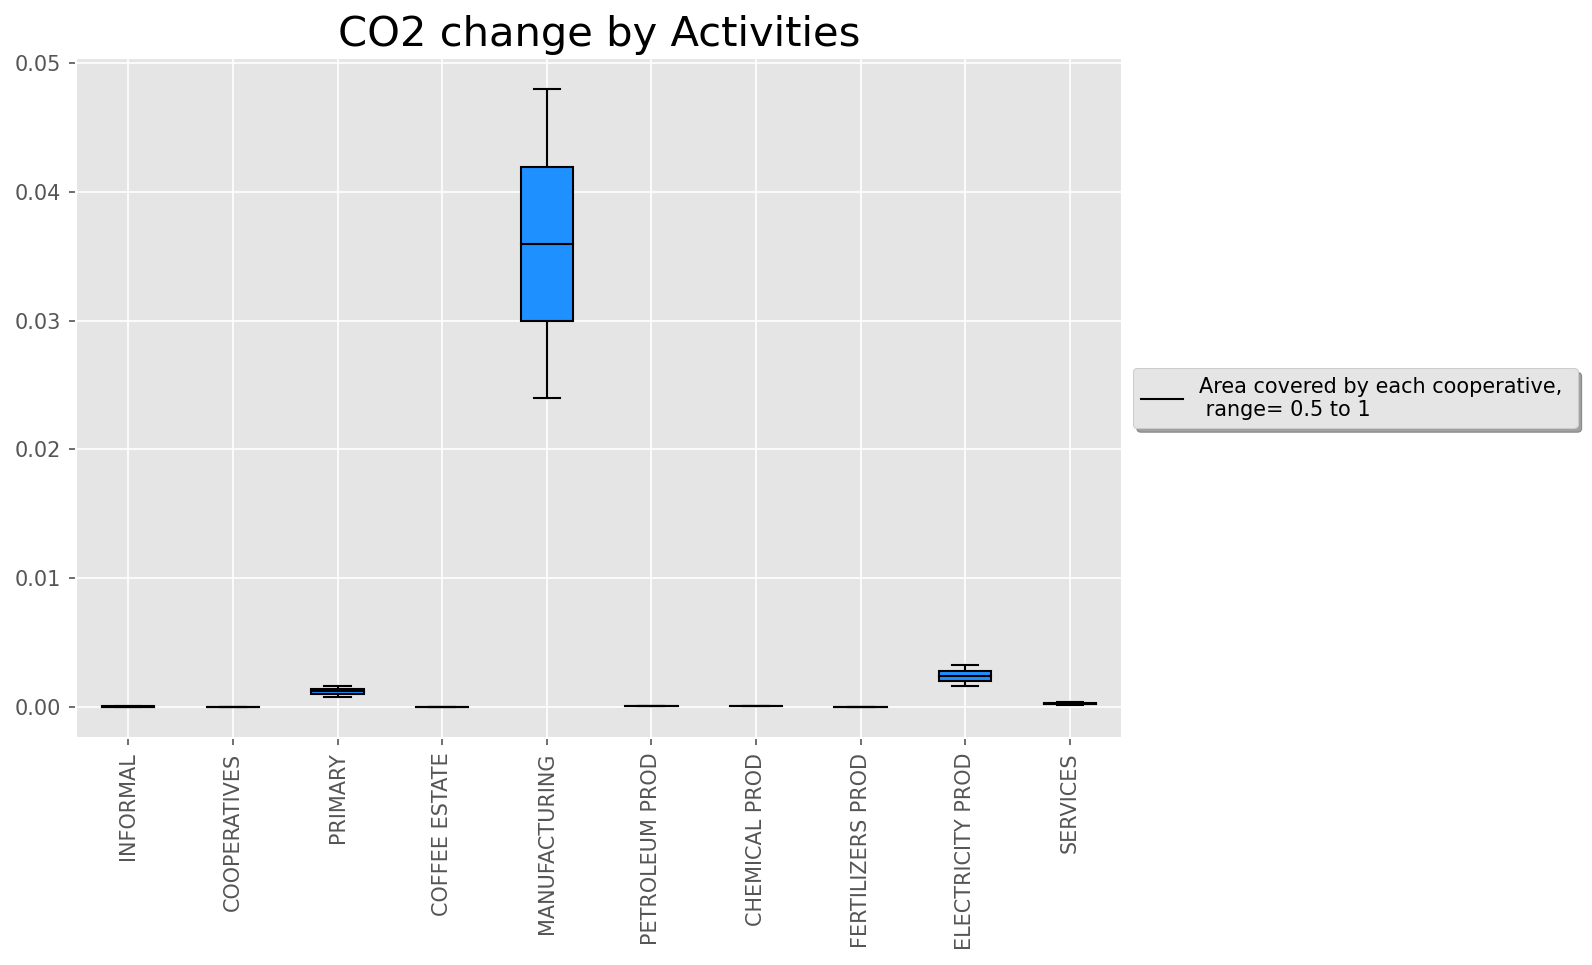 CO2 change by Activities
0.05
0.04
0.03
0.02
0.01
0.00
Area covered by each cooperative,
range= 0.5 to 1
INFORMAL
COOPERATIVES
PRIMARY
COFFEE ESTATE
MANUFACTURING
PETROLEUM PROD
CHEMICAL PROD
FERTILIZERS PROD
ELECTRICITY PROD
SERVICES